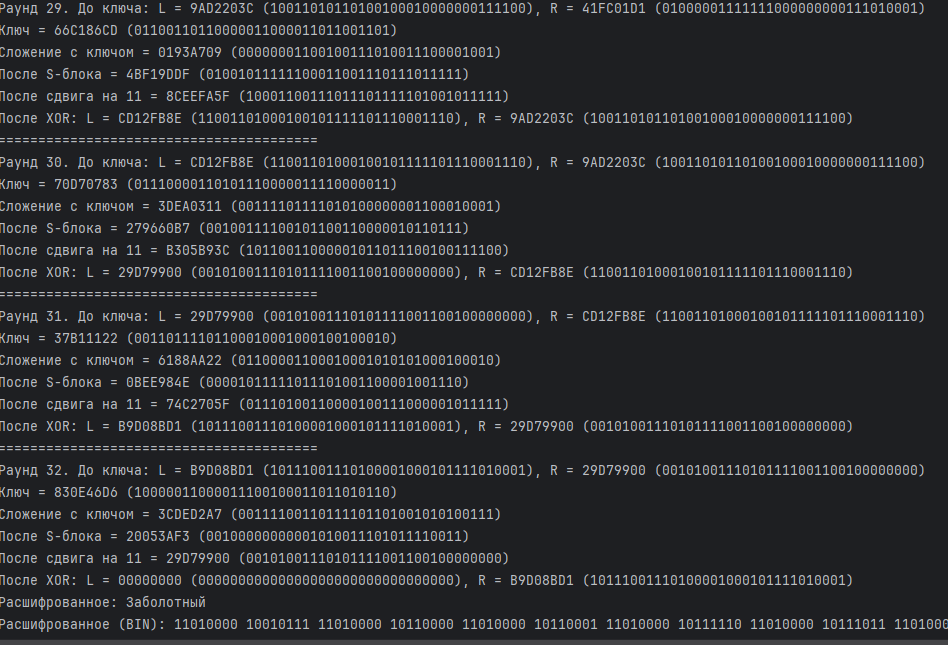 Раунд 29. До ключа: L = 9AD2203C (10011010110100100010000000111100), R = 41FC01D1 (01000001111111000000000111010001)
Ключ = 66C186CD (01100110110000011000011011001101)
Сложение с ключом = 0193A709 (00000001100100111010011100001001)
После S-блока = 4BF19DDF (01001011111100011001110111011111)
После сдвига на 11 = 8CEEFA5F (10001100111011101111101001011111)
После XOR: L = CD12FB8E (11001101000100101111101110001110), R = 9AD2203C (10011010110100100010000000111100)
========================================
Раунд 30. До ключа: L = CD12FB8E (11001101000100101111101110001110), R = 9AD2203C (10011010110100100010000000111100)
Ключ = 70D70783 (01110000110101110000011110000011)
Сложение с ключом = 3DEA0311 (00111101111010100000001100010001)
После S-блока = 279660B7 (00100111100101100110000010110111)
После сдвига на 11 = B305B93C (10110011000001011011100100111100)
После XOR: L = 29D79900 (00101001110101111001100100000000), R = CD12FB8E (11001101000100101111101110001110)
========================================
Раунд 31. До ключа: L = 29D79900 (00101001110101111001100100000000), R = CD12FB8E (11001101000100101111101110001110)
Ключ = 37B11122 (00110111101100010001000100100010)
Сложение с ключом = 6188AA22 (01100001100010001010101000100010)
После S-блока = 0BEE984E (00001011111011101001100001001110)
После сдвига на 11 = 74C2705F (01110100110000100111000001011111)
После XOR: L = B9D08BD1 (10111001110100001000101111010001), R = 29D79900 (00101001110101111001100100000000)
========================================
Раунд 32. До ключа: L = B9D08BD1 (10111001110100001000101111010001), R = 29D79900 (00101001110101111001100100000000)
Ключ = 830E46D6 (10000011000011100100011011010110)
Сложение с ключом = 3CDED2A7 (00111100110111101101001010100111)
После S-блока = 20053AF3 (00100000000001010011101011110011)
После сдвига на 11 = 29D79900 (00101001110101111001100100000000)
После XOR: L = 00000000 (00000000000000000000000000000000), R = B9D08BD1 (10111001110100001000101111010001)
Расшифрованное: Заболотный
Расшифрованное (BIN): 11010000 10010111 11010000 10110000 11010000 10110001 11010000 10111110 11010000 10111011 1101000